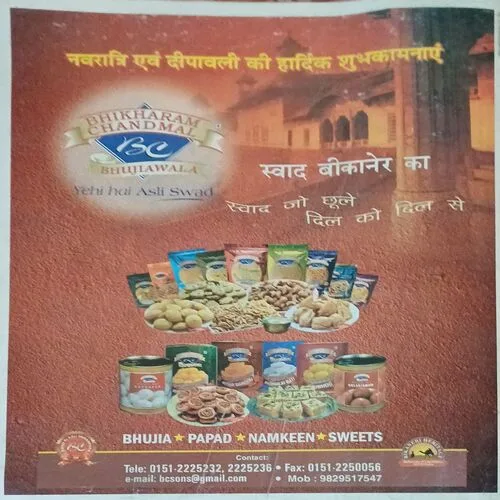 नवरात्रि एवं दीपावली की हार्दिक शुभकामनाएं
BHIKHARAM
CHANDMAL
BC
BHUJIAWALA
Yehi hai Asli Swad
स्वाद बीकानेर का
स्वाद जो छूले
दिल को दिल से
BHUJIA ★ PAPAD ★ NAMKEEN ★ SWEETS
Contact:
Tele: 0151-2225232, 2225236 • Fax: 0151-2250056
e-mail: bcsons@gmail.com • Mob : 9829517547